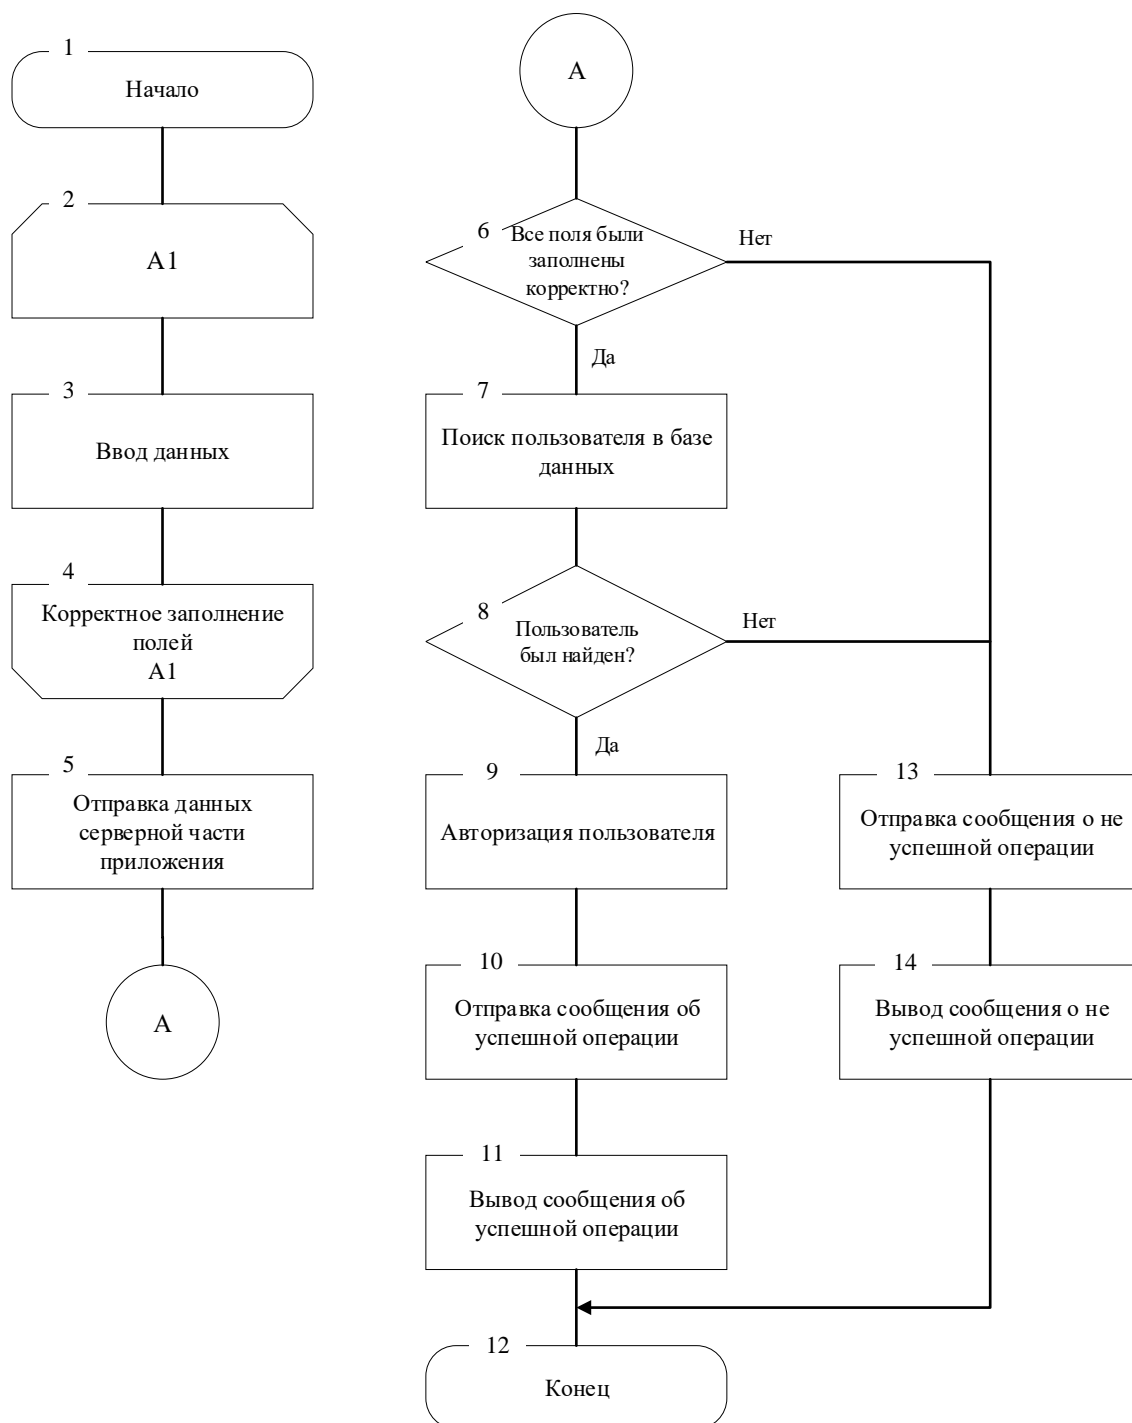 1
Начало
2
А1
3
Ввод данных
4
Корректное заполнение
полей
А1
5
Отправка данных
серверной части
приложения
А
А
6
Все поля были
заполнены
корректно?
Нет
Да
7
Поиск пользователя в базе
данных
8
Пользователь
был найден?
Нет
Да
9
Авторизация пользователя
10
Отправка сообщения об
успешной операции
11
Вывод сообщения об
успешной операции
12
Конец
13
Отправка сообщения о не
успешной операции
14
Вывод сообщения о не
успешной операции